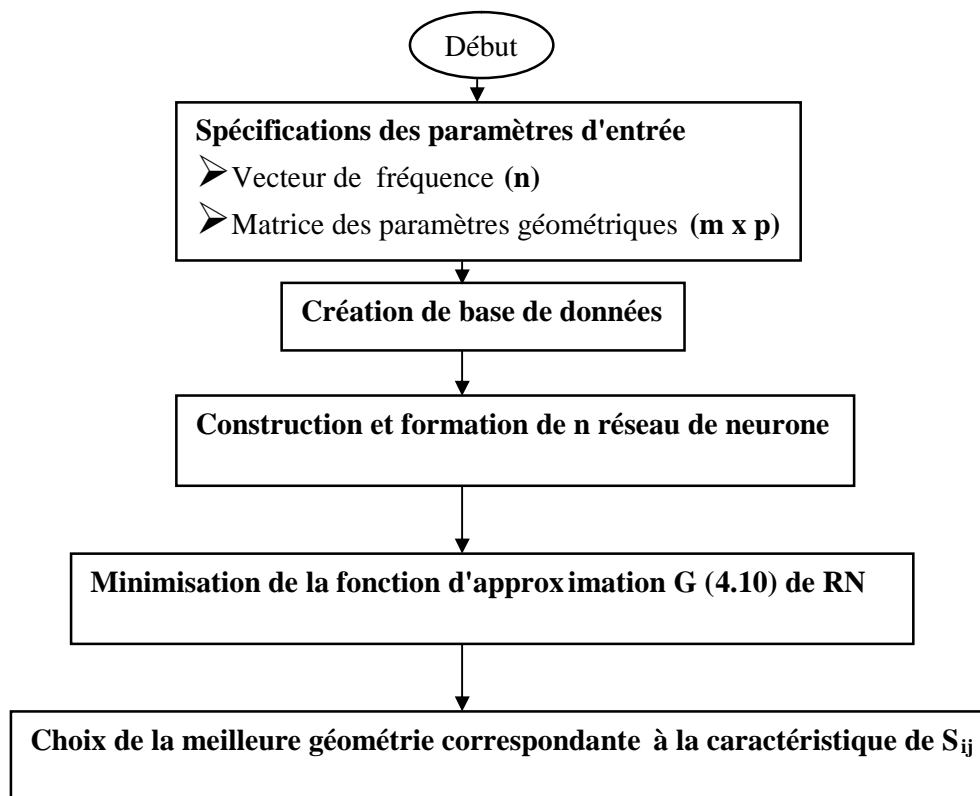 Début
Spécifications des paramètres d'entrée
➢Vecteur de fréquence (n)
➢Matrice des paramètres géométriques (m x p)
Création de base de données
Construction et formation de n réseau de neurone
Minimisation de la fonction d'approximation G (4.10) de RN
Choix de la meilleure géométrie correspondante à la caractéristique de Sij